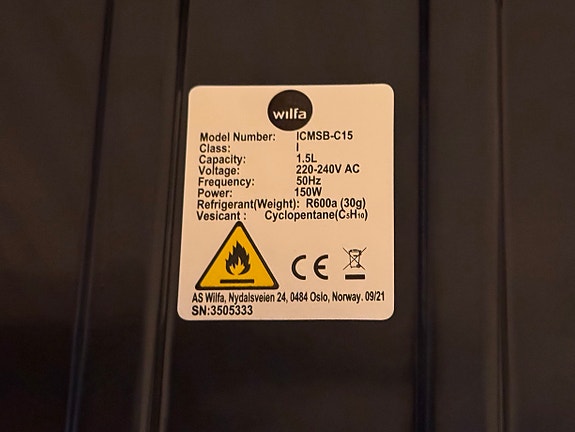 wilfa
Model Number: ICMSB-C15
Class: I
Capacity: 1.5L
Voltage: 220-240V AC
Frequency: 50Hz
Power: 150W
Refrigerant(Weight): R600a (30g)
Vesicant : Cyclopentane(C₅H₁₀)
CE
AS Wilfa, Nydalsveien 24, 0484 Oslo, Norway. 09/21
SN:3505333